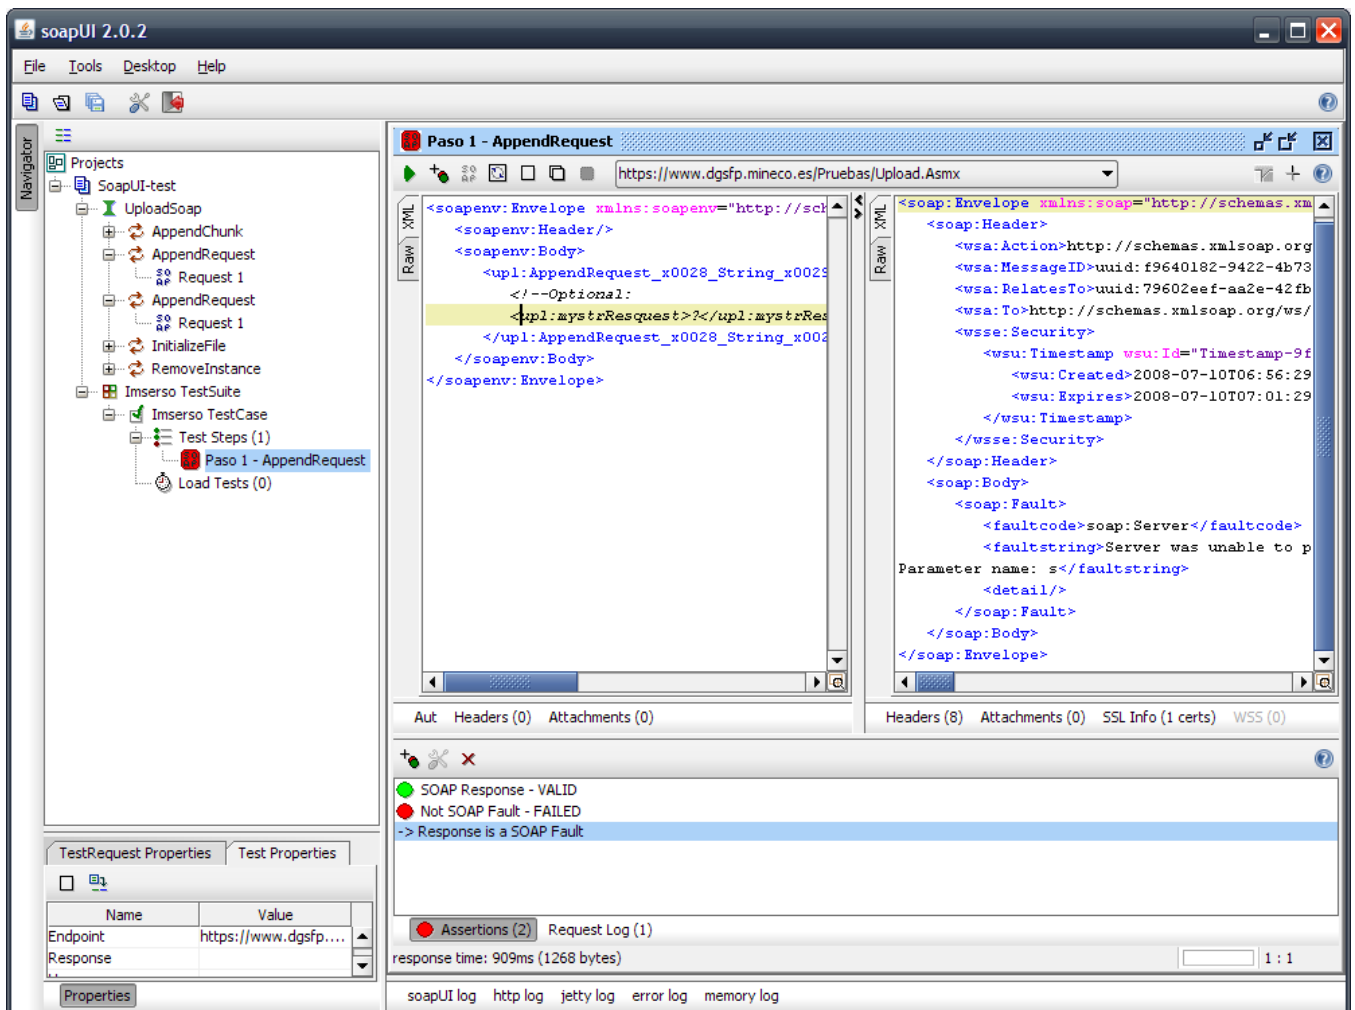 soapUI 2.0.2
File Tools Desktop Help
Navigator
Projects
SoapUI-test
UploadSoap
AppendChunk
AppendRequest
Request 1
AppendRequest
Request 1
InitializeFile
RemoveInstance
Imserso TestSuite
Imserso TestCase
Test Steps (1)
Paso 1 - AppendRequest
Load Tests (0)
TestRequest Properties Test Properties
Name Value
Endpoint https://www.dgsfp....
Response
Properties
Paso 1 - AppendRequest
https://www.dgsfp.mineco.es/Pruebas/Upload.Asmx
XML
Raw
<soapenv:Envelope xmlns:soapenv="http://sch
<soapenv:Header/>
<soapenv:Body>
<upl:AppendRequest_x0028_String_x0029
<!--Optional:
<upl:mystrResquest>?</upl:mystrRes
</upl:AppendRequest_x0028_String_x002
</soapenv:Body>
</soapenv:Envelope>
Aut Headers (0) Attachments (0)
XML
Raw
<soap:Envelope xmlns:soap="http://schemas.xm
<soap:Header>
<wsa:Action>http://schemas.xmlsoap.org
<wsa:MessageID>uuid:f9640182-9422-4b73
<wsa:RelatesTo>uuid:79602eef-aa2e-42fb
<wsa:To>http://schemas.xmlsoap.org/ws/
<wsse:Security>
<wsu:Timestamp wsu:Id="Timestamp-9f
<wsu:Created>2008-07-10T06:56:29
<wsu:Expires>2008-07-10T07:01:29
</wsu:Timestamp>
</wsse:Security>
</soap:Header>
<soap:Body>
<soap:Fault>
<faultcode>soap:Server</faultcode>
<faultstring>Server was unable to p
Parameter name: s</faultstring>
<detail/>
</soap:Fault>
</soap:Body>
</soap:Envelope>
Headers (8) Attachments (0) SSL Info (1 certs) WSS (0)
SOAP Response - VALID
Not SOAP Fault - FAILED
-> Response is a SOAP Fault
Assertions (2) Request Log (1)
response time: 909ms (1268 bytes) 1 : 1
soapUI log http log jetty log error log memory log